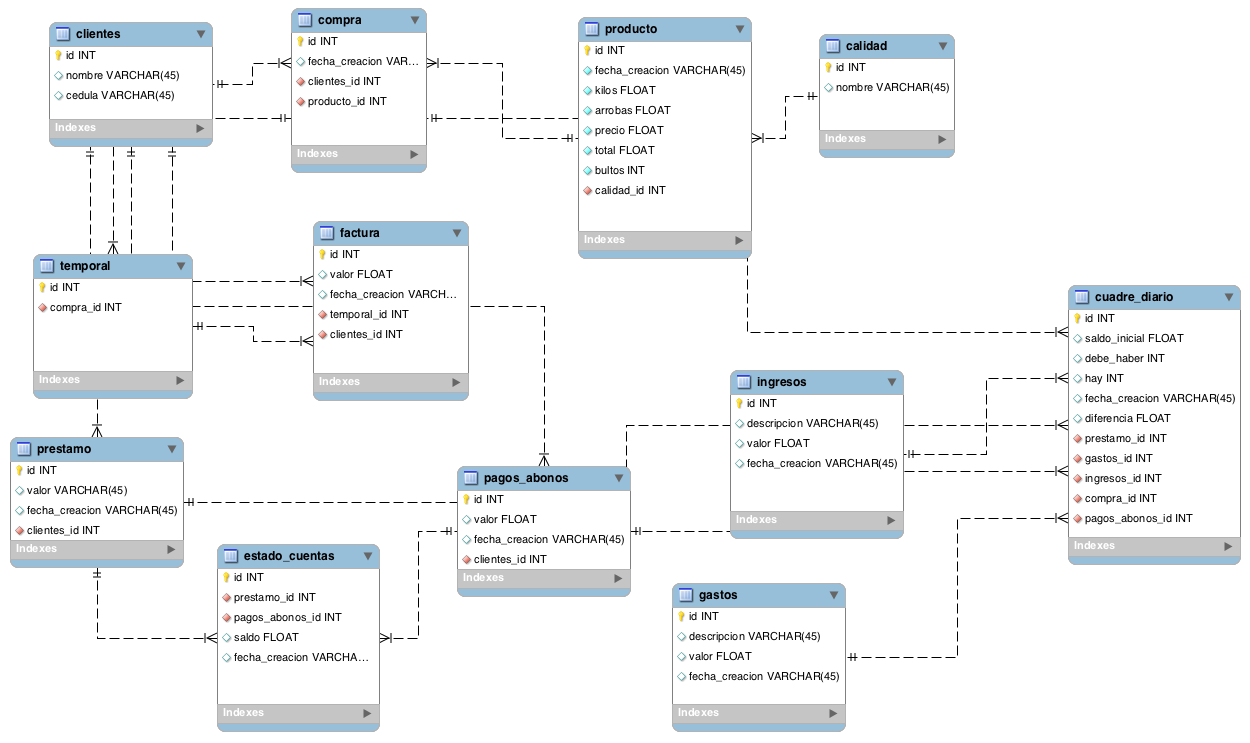 clientes
id INT
nombre VARCHAR(45)
cedula VARCHAR(45)
Indexes
compra
id INT
fecha_creacion VAR...
clientes_id INT
producto_id INT
Indexes
producto
id INT
fecha_creacion VARCHAR(45)
kilos FLOAT
arrobas FLOAT
precio FLOAT
total FLOAT
bultos INT
calidad_id INT
Indexes
calidad
id INT
nombre VARCHAR(45)
Indexes
temporal
id INT
compra_id INT
Indexes
factura
id INT
valor FLOAT
fecha_creacion VARCH...
temporal_id INT
clientes_id INT
Indexes
cuadre_diario
id INT
saldo_inicial FLOAT
debe_haber INT
hay INT
fecha_creacion VARCHAR(45)
diferencia FLOAT
prestamo_id INT
gastos_id INT
ingresos_id INT
compra_id INT
pagos_abonos_id INT
Indexes
ingresos
id INT
descripcion VARCHAR(45)
valor FLOAT
fecha_creacion VARCHAR(45)
Indexes
prestamo
id INT
valor VARCHAR(45)
fecha_creacion VARCHAR(45)
clientes_id INT
Indexes
pagos_abonos
id INT
valor FLOAT
fecha_creacion VARCHAR(45)
clientes_id INT
Indexes
estado_cuentas
id INT
prestamo_id INT
pagos_abonos_id INT
saldo FLOAT
fecha_creacion VARCHA...
Indexes
gastos
id INT
descripcion VARCHAR(45)
valor FLOAT
fecha_creacion VARCHAR(45)
Indexes